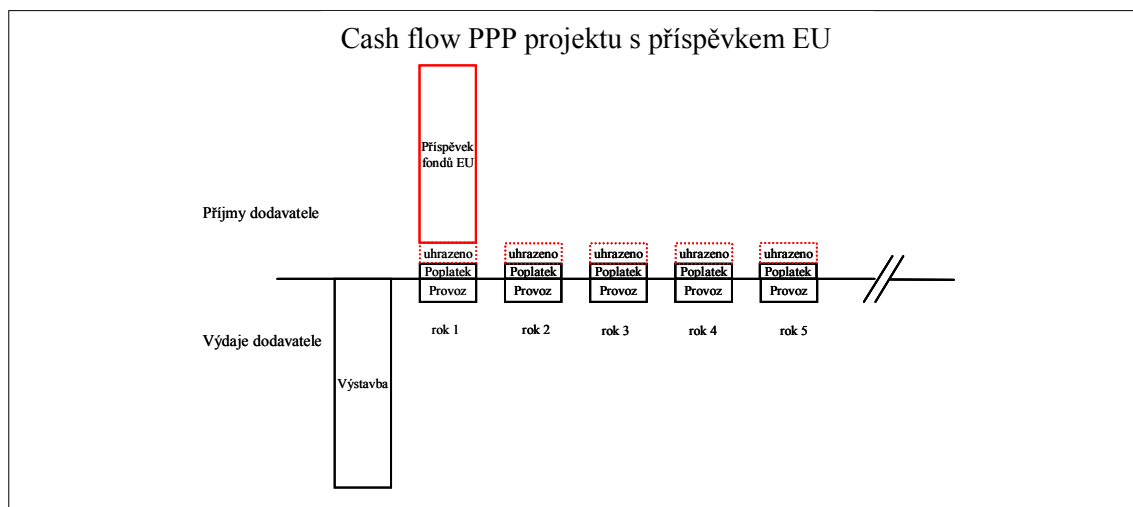 Cash flow PPP projektu s příspěvkem EU
Příspěvek
fondů EU
Příjmy dodavatele
uhrazeno uhrazeno uhrazeno uhrazeno uhrazeno
Poplatek Poplatek Poplatek Poplatek Poplatek
Provoz Provoz Provoz Provoz Provoz
rok 1 rok 2 rok 3 rok 4 rok 5
Výdaje dodavatele
Výstavba